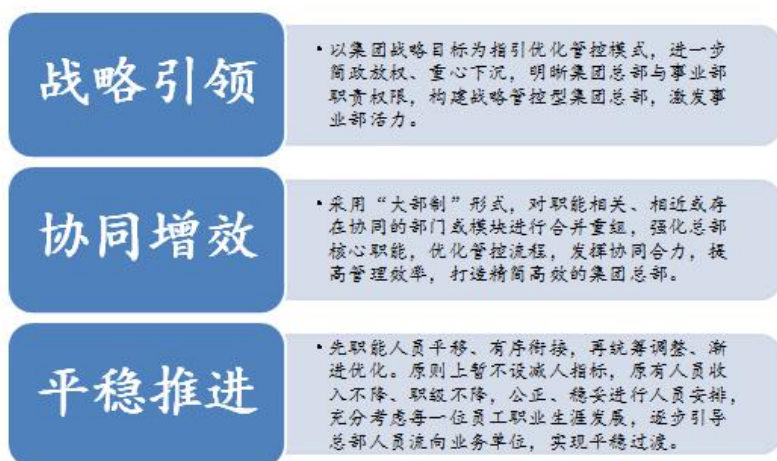 战略引领
• 以集团战略目标为指引优化管控模式，进一步
简政放权、重心下沉，明晰集团总部与事业部
职责权限，构建战略管控型集团总部，激发事
业部活力。
协同增效
• 采用“大部制”形式，对职能相关、相近或存
在协同的部门或模块进行合并重组，强化总部
核心职能，优化管控流程，发挥协同合力，提
高管理效率，打造精简高效的集团总部。
平稳推进
• 先职能人员平移、有序衔接，再统筹调整、渐
进优化。原则上暂不设减人指标，原有人员收
入不降、职级不降，公正、稳妥进行人员安排，
充分考虑每一位员工职业生涯发展，逐步引导
总部人员流向业务单位，实现平稳过渡。